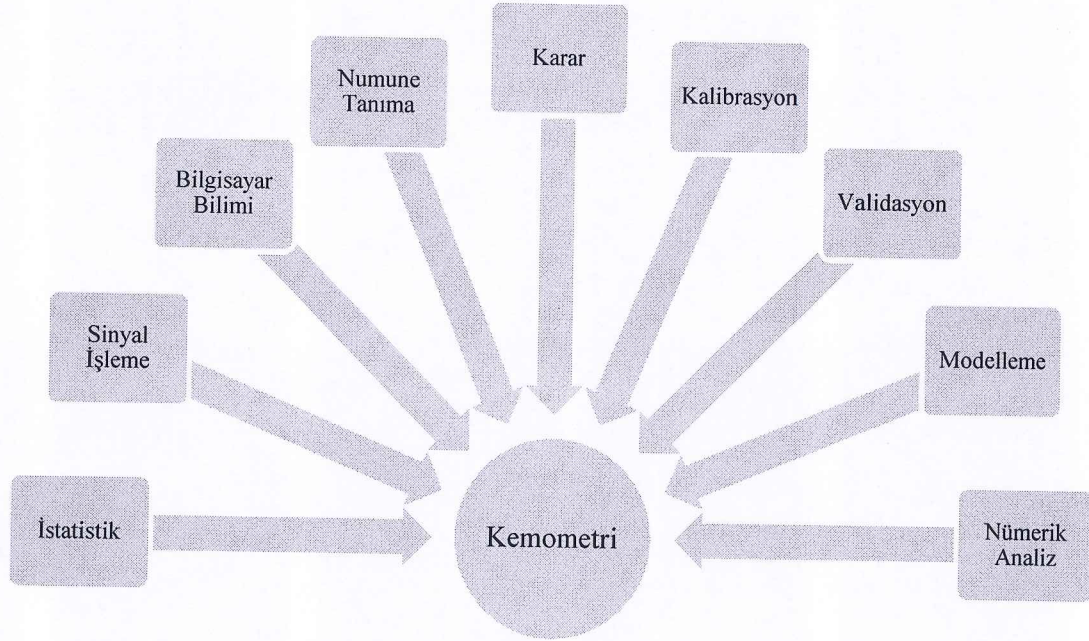 Karar
Numune
Tanıma
Kalibrasyon
Bilgisayar
Bilimi
Validasyon
Sinyal
İşleme
Modelleme
İstatistik
Kemometri
Nümerik
Analiz